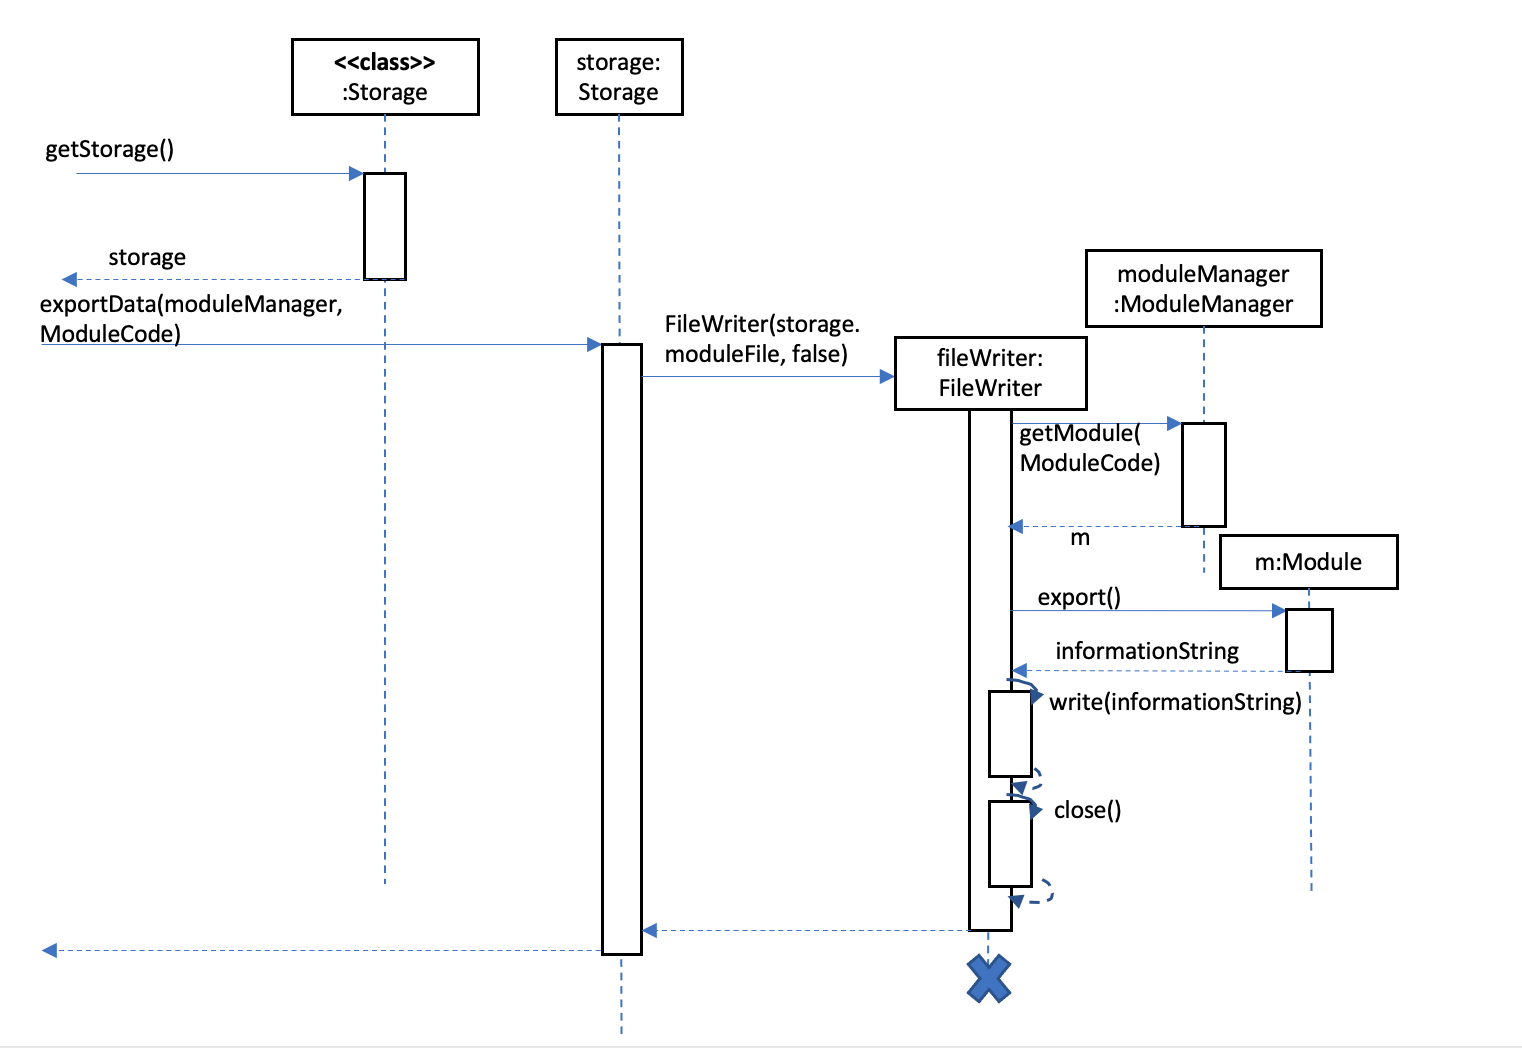 <<class>>
:Storage
storage:
Storage
getStorage()
storage
exportData(moduleManager,
ModuleCode)
FileWriter(storage.
moduleFile, false)
moduleManager
:ModuleManager
fileWriter:
FileWriter
getModule(
ModuleCode)
m
m:Module
export()
informationString
write(informationString)
close()